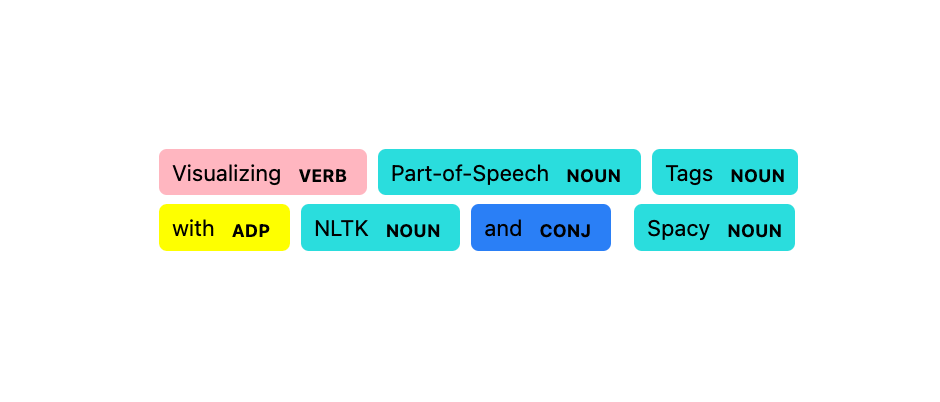 Visualizing VERB Part-of-Speech NOUN Tags NOUN
with ADP NLTK NOUN and CONJ Spacy NOUN